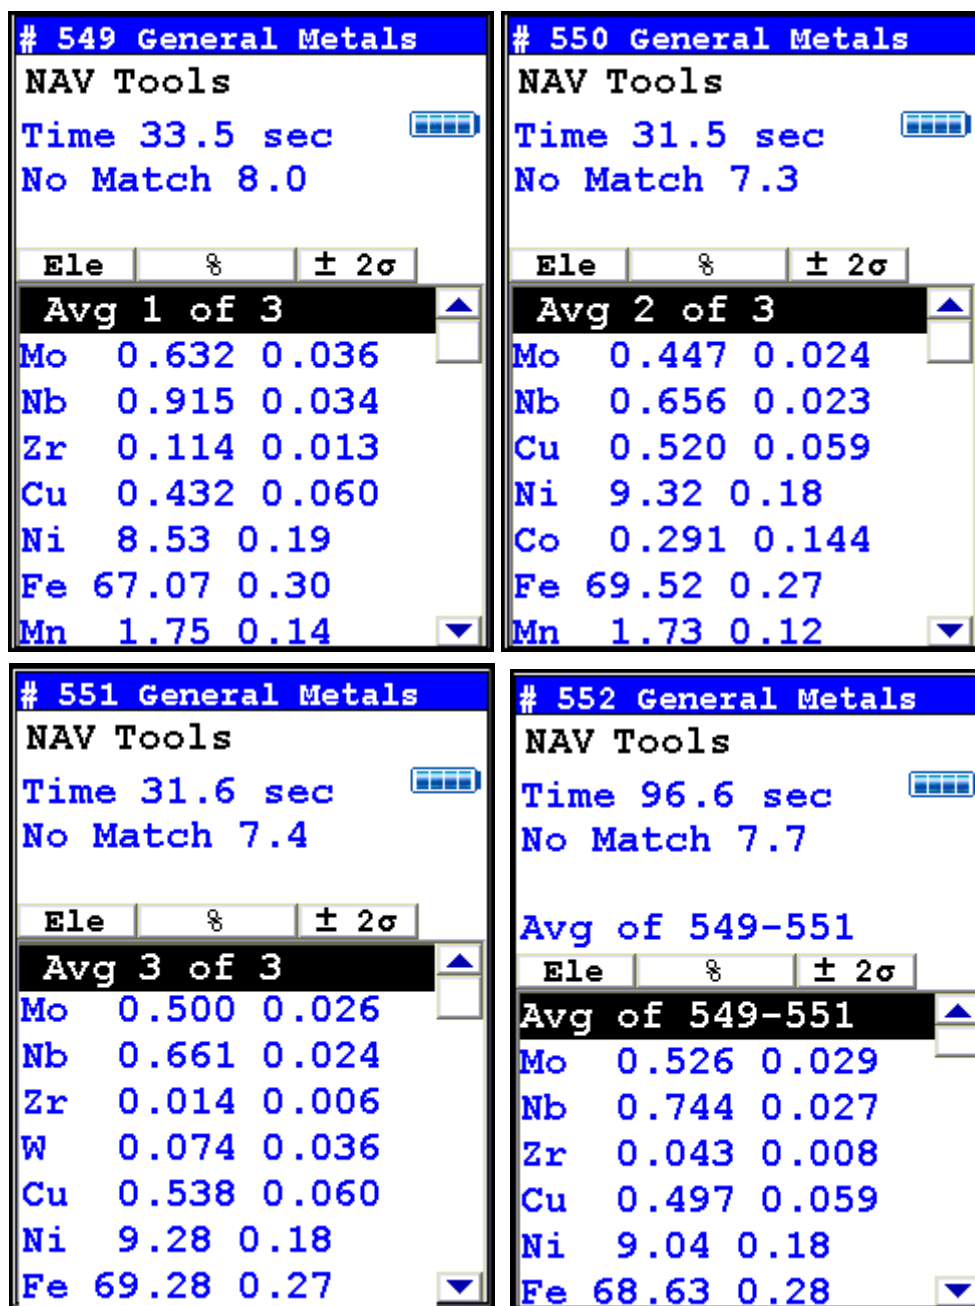 # 549 General Metals
NAV Tools
Time 33.5 sec
No Match 8.0
Ele % ± 2σ
Avg 1 of 3
Mo 0.632 0.036
Nb 0.915 0.034
Zr 0.114 0.013
Cu 0.432 0.060
Ni 8.53 0.19
Fe 67.07 0.30
Mn 1.75 0.14
# 550 General Metals
NAV Tools
Time 31.5 sec
No Match 7.3
Ele % ± 2σ
Avg 2 of 3
Mo 0.447 0.024
Nb 0.656 0.023
Cu 0.520 0.059
Ni 9.32 0.18
Co 0.291 0.144
Fe 69.52 0.27
Mn 1.73 0.12
# 551 General Metals
NAV Tools
Time 31.6 sec
No Match 7.4
Ele % ± 2σ
Avg 3 of 3
Mo 0.500 0.026
Nb 0.661 0.024
Zr 0.014 0.006
W 0.074 0.036
Cu 0.538 0.060
Ni 9.28 0.18
Fe 69.28 0.27
# 552 General Metals
NAV Tools
Time 96.6 sec
No Match 7.7
Avg of 549-551
Ele % ± 2σ
Avg of 549-551
Mo 0.526 0.029
Nb 0.744 0.027
Zr 0.043 0.008
Cu 0.497 0.059
Ni 9.04 0.18
Fe 68.63 0.28